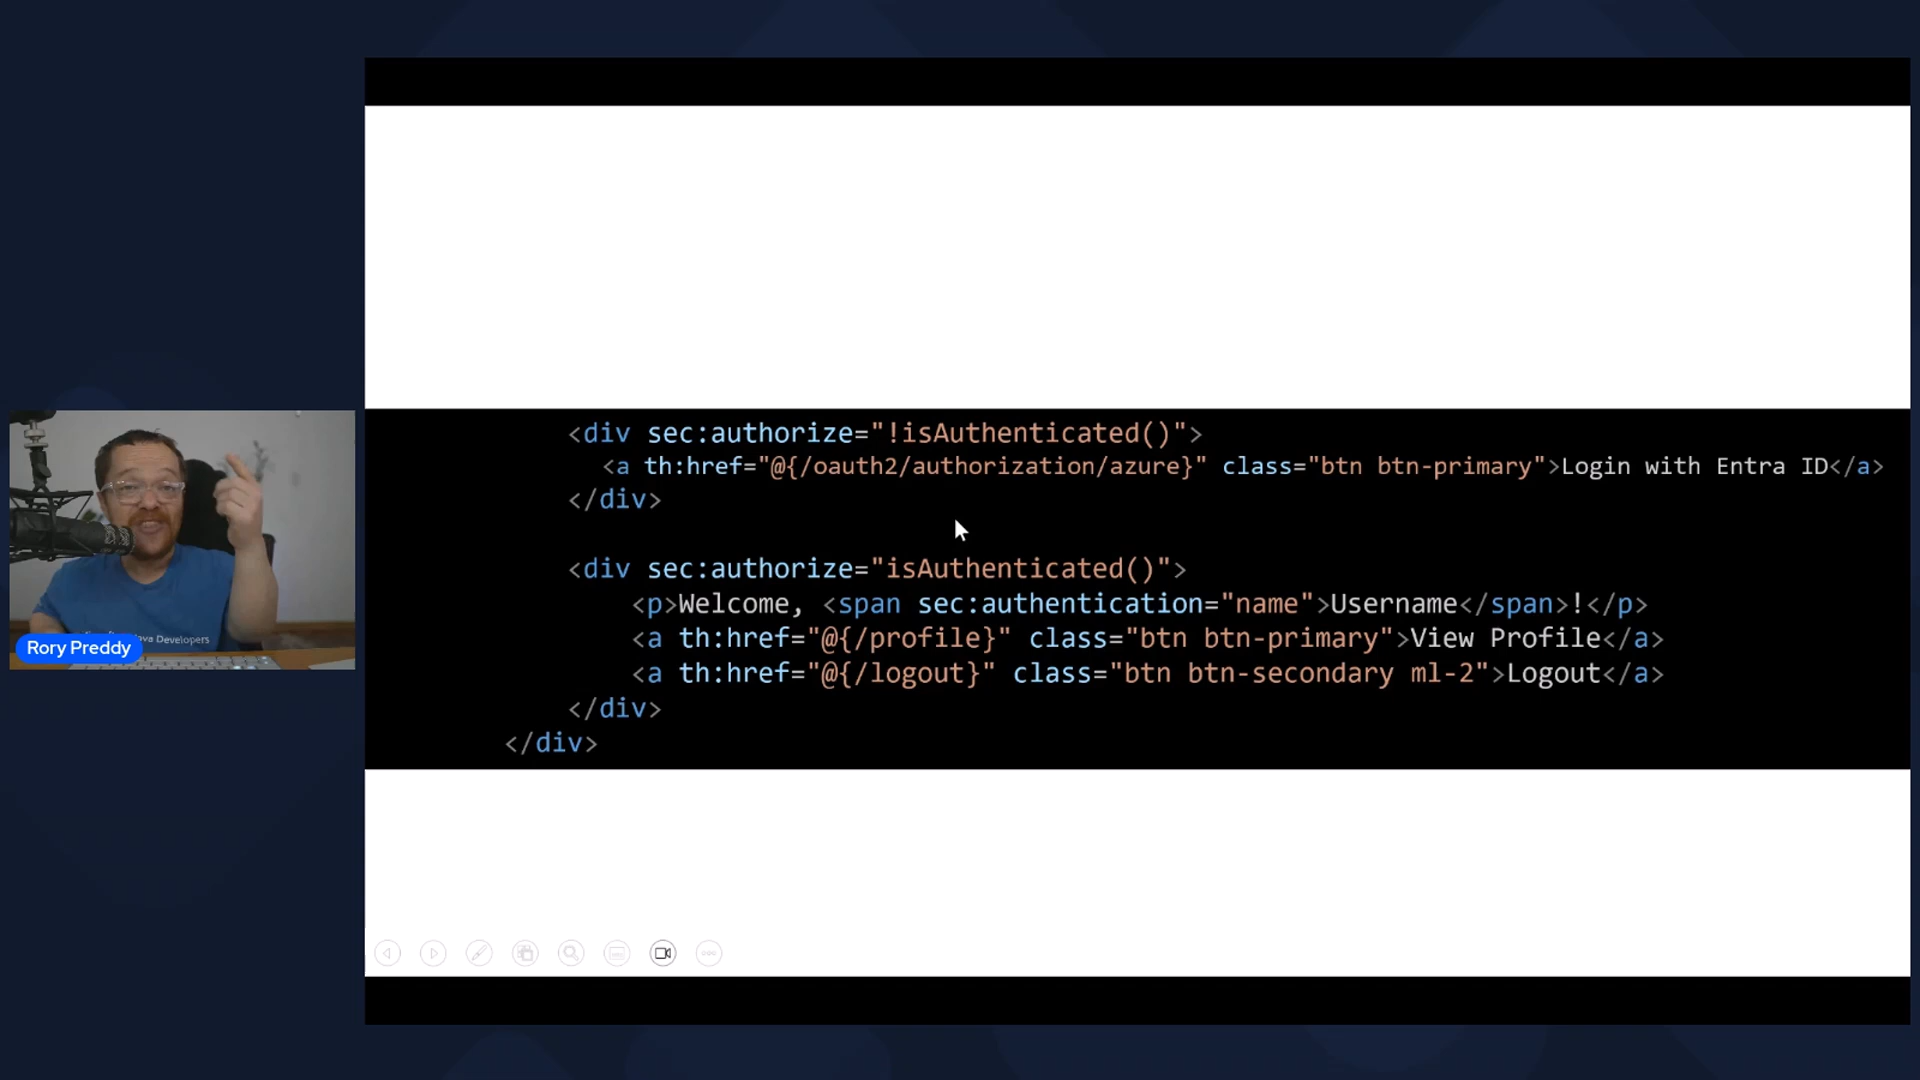 <div sec:authorize="!isAuthenticated()">
<a th:href="@{/oauth2/authorization/azure}" class="btn btn-primary">Login with Entra ID</a>
</div>
<div sec:authorize="isAuthenticated()">
<p>Welcome, <span sec:authentication="name">Username</span>!</p>
<a th:href="@{/profile}" class="btn btn-primary">View Profile</a>
<a th:href="@{/logout}" class="btn btn-secondary ml-2">Logout</a>
</div>
</div>
Java Developers
Rory Preddy